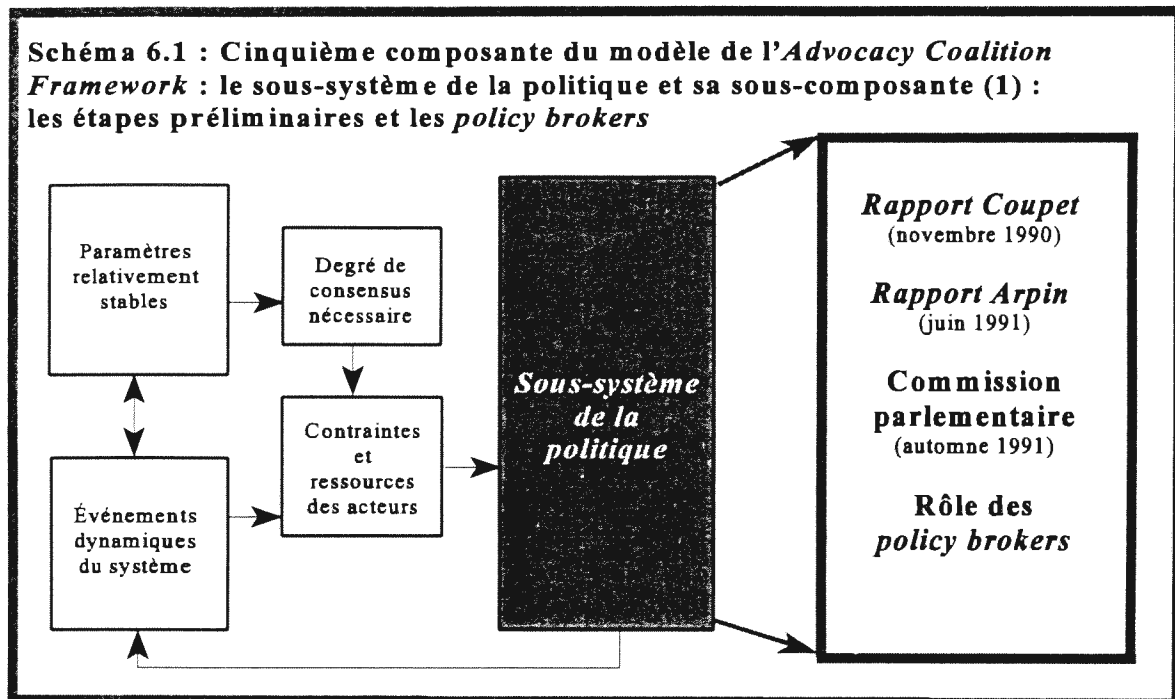 Schéma 6.1 : Cinquième composante du modèle de l'Advocacy Coalition
Framework : le sous-système de la politique et sa sous-composante (1) :
les étapes préliminaires et les policy brokers
Paramètres
relativement
stables
Degré de
consensus
nécessaire
Événements
dynamiques
du système
Contraintes
et
ressources
des acteurs
Sous-système
de la
politique
Rapport Coupet
(novembre 1990)
Rapport Arpin
(juin 1991)
Commission
parlementaire
(automne 1991)
Rôle des
policy brokers